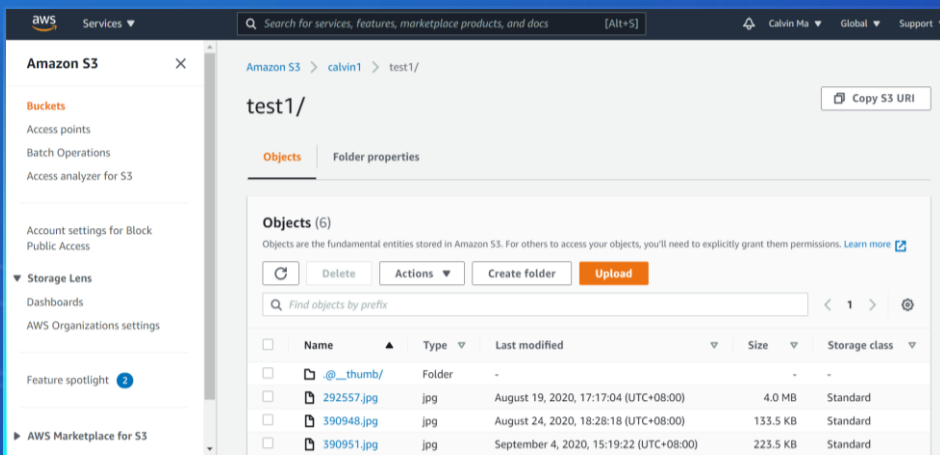 aws Services ▼ Search for services, features, marketplace products, and docs [Alt+S] Calvin Ma ▼ Global ▼ Support
Amazon S3
Buckets
Access points
Batch Operations
Access analyzer for S3
Account settings for Block
Public Access
▼ Storage Lens
Dashboards
AWS Organizations settings
Feature spotlight 2
▶ AWS Marketplace for S3
Amazon S3 > calvin1 > test1/
test1/
Copy S3 URI
Objects Folder properties
Objects (6)
Objects are the fundamental entities stored in Amazon S3. For others to access your objects, you'll need to explicitly grant them permissions. Learn more
Delete Actions ▼ Create folder Upload
Find objects by prefix < 1 >
Name ▲ Type ▽ Last modified ▽ Size ▽ Storage class ▽
.@__thumb/ Folder - - -
292557.jpg jpg August 19, 2020, 17:17:04 (UTC+08:00) 4.0 MB Standard
390948.jpg jpg August 24, 2020, 18:28:18 (UTC+08:00) 133.5 KB Standard
390951.jpg jpg September 4, 2020, 15:19:22 (UTC+08:00) 223.5 KB Standard